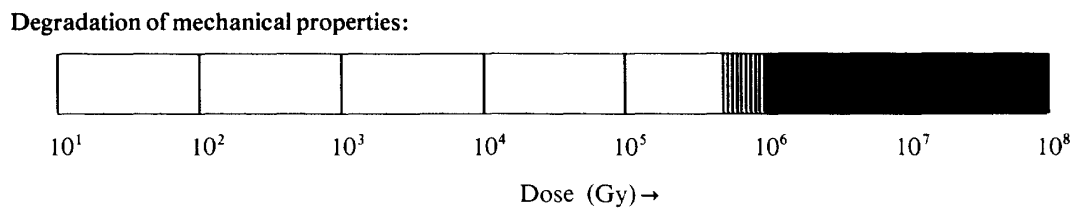 Degradation of mechanical properties:
10¹ 10² 10³ 10⁴ 10⁵ 10⁶ 10⁷ 10⁸
Dose (Gy)→